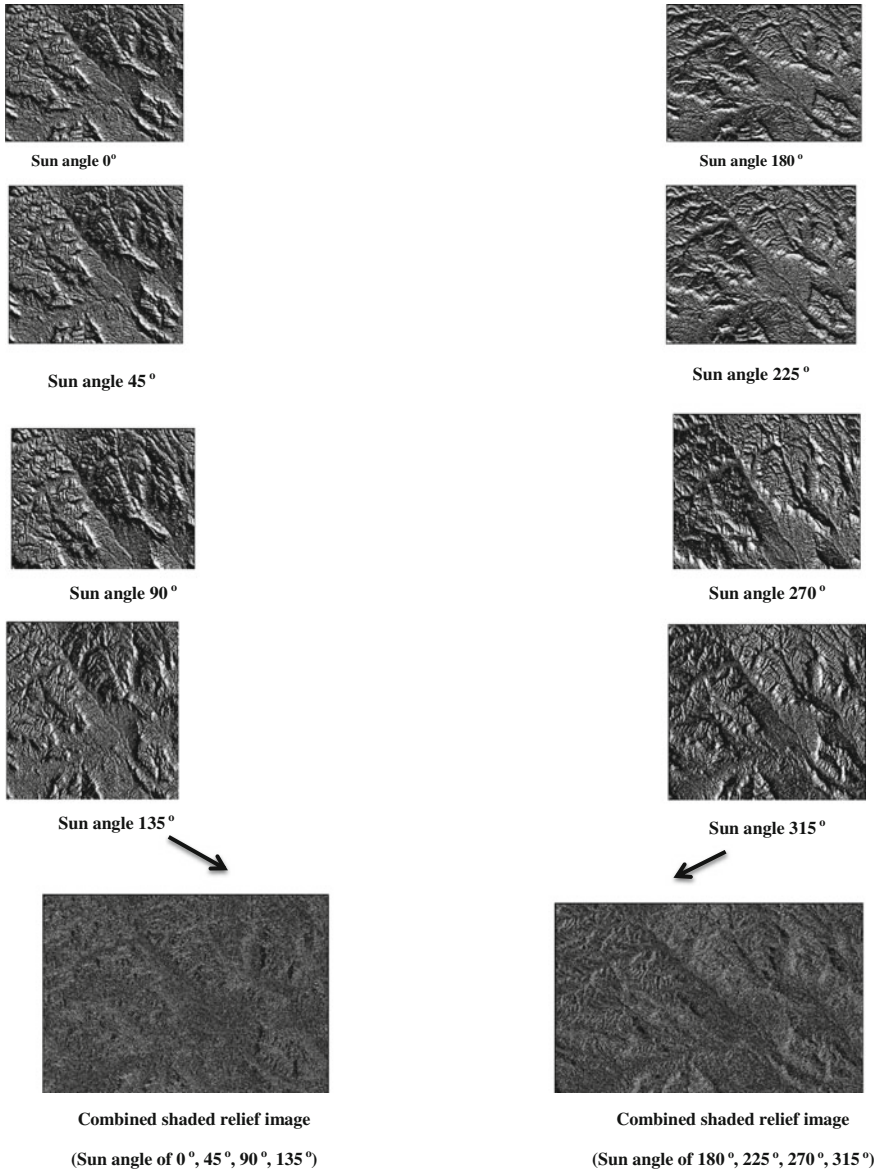 Sun angle 0°
Sun angle 180°
Sun angle 45°
Sun angle 225°
Sun angle 90°
Sun angle 270°
Sun angle 135°
Sun angle 315°
Combined shaded relief image
(Sun angle of 0°, 45°, 90°, 135°)
Combined shaded relief image
(Sun angle of 180°, 225°, 270°, 315°)